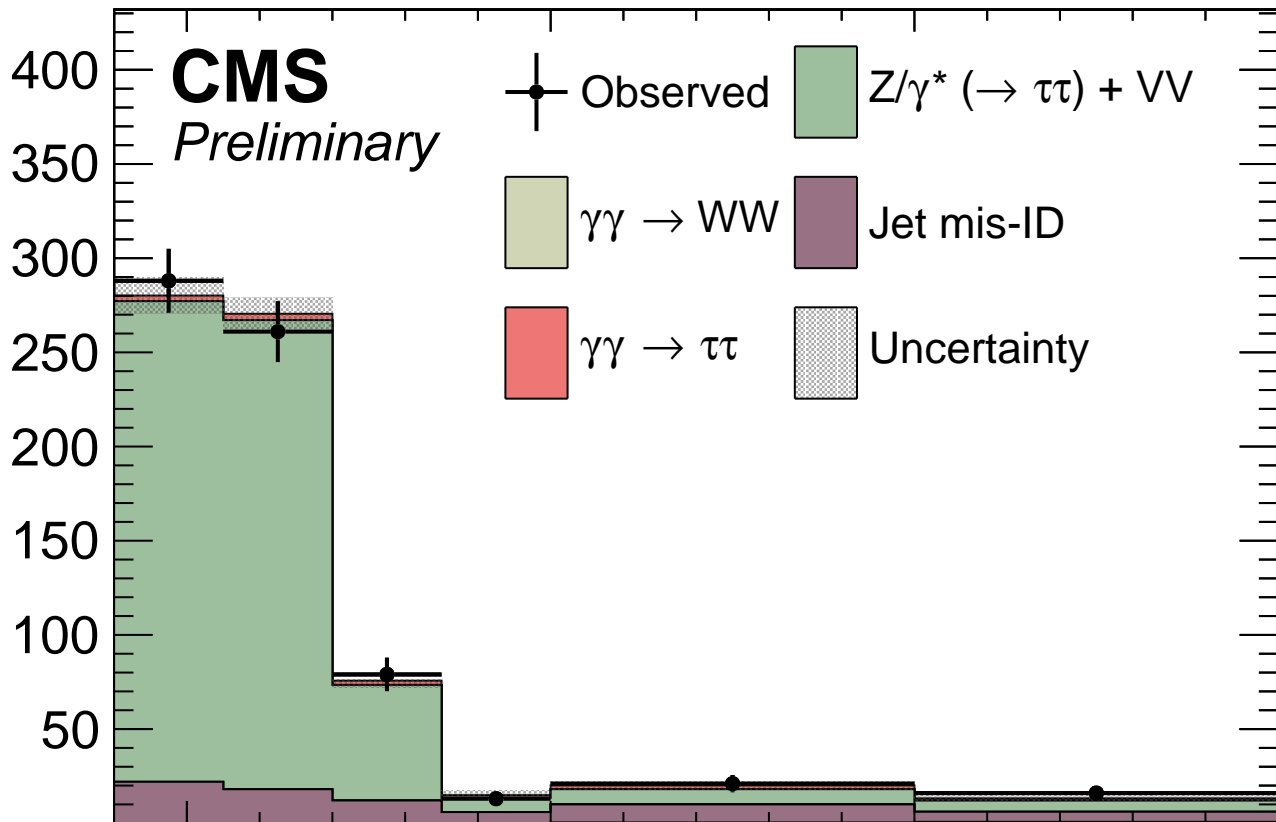 400
350
300
250
200
150
100
50
CMS
Preliminary
Observed
Z/γ* (→ ττ) + VV
γγ → WW
Jet mis-ID
γγ → ττ
Uncertainty